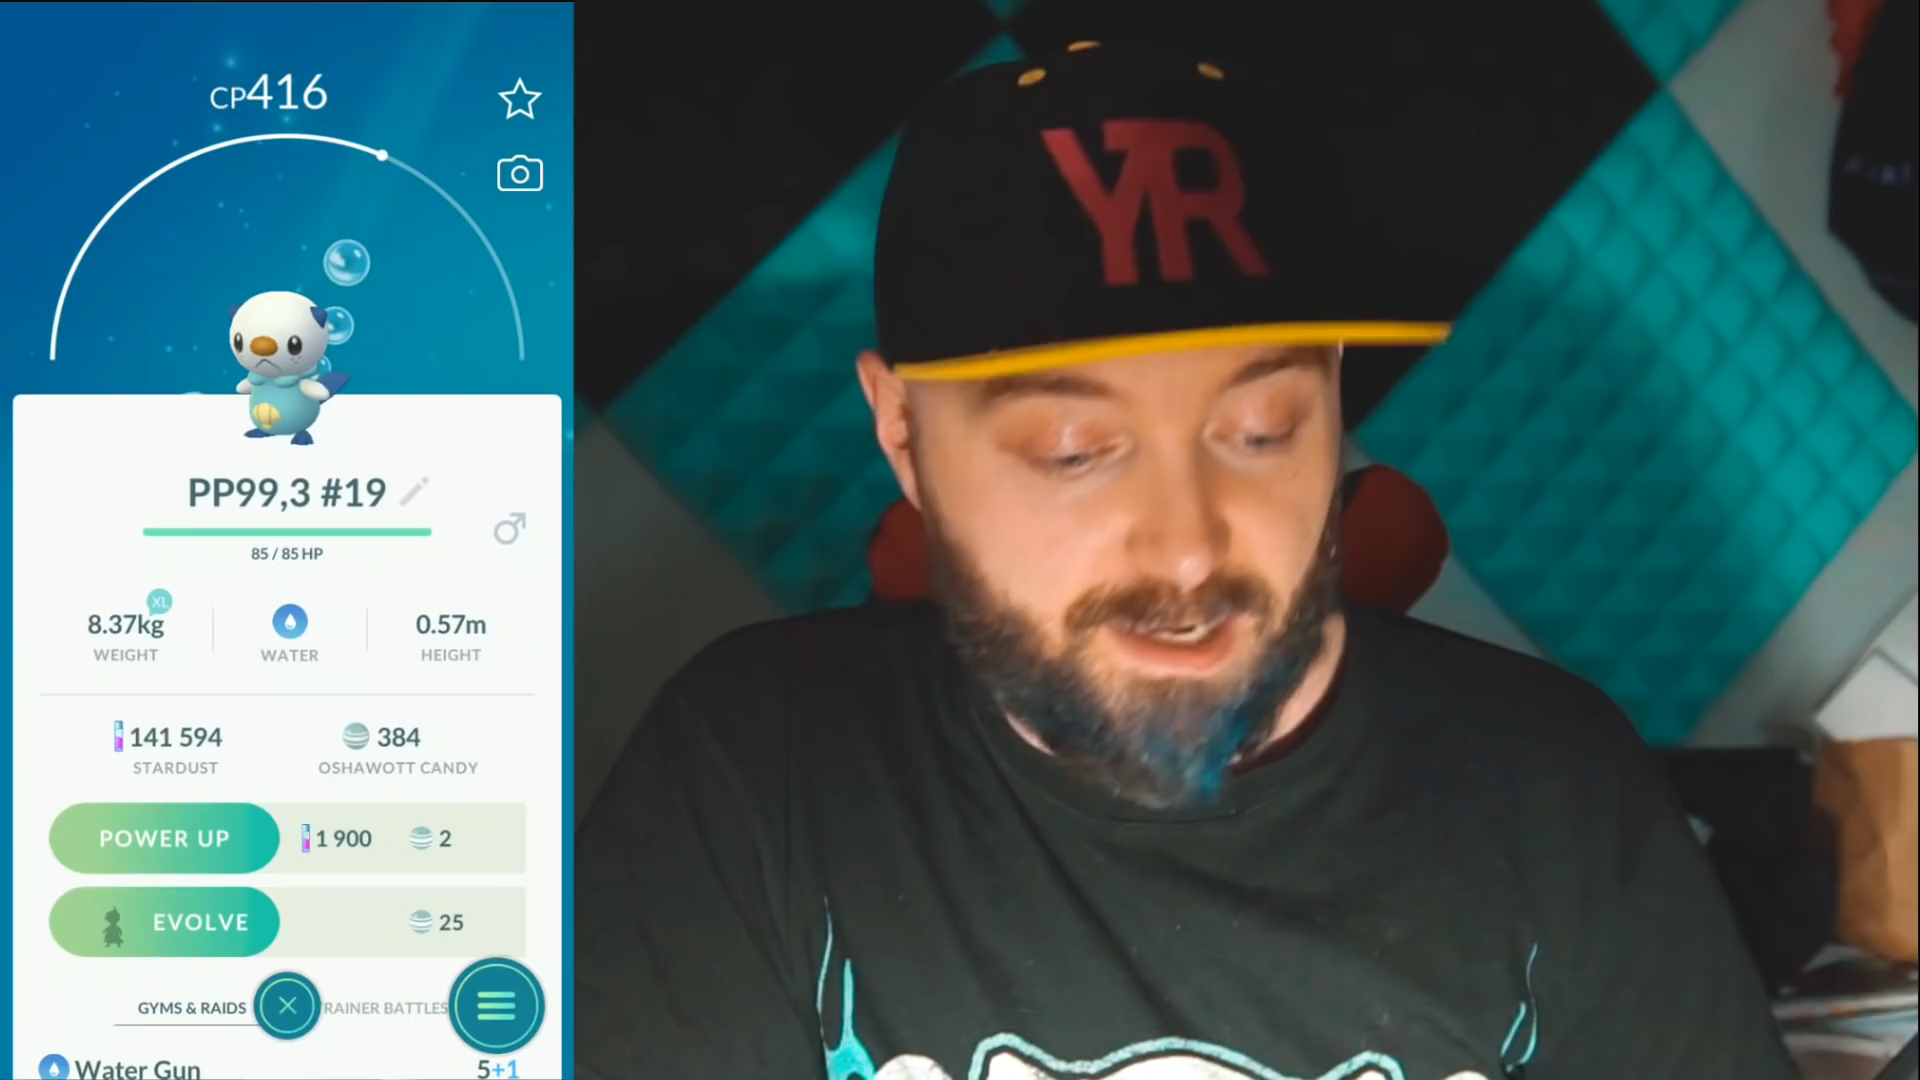 CP416
PP99,3 #19
85 / 85 HP
XL
8.37kg
WEIGHT
WATER
0.57m
HEIGHT
141 594
STARDUST
384
OSHAWOTT CANDY
POWER UP
1 900
2
EVOLVE
25
GYMS & RAIDS
RAINER BATTLES
Water Gun
5+1
YR